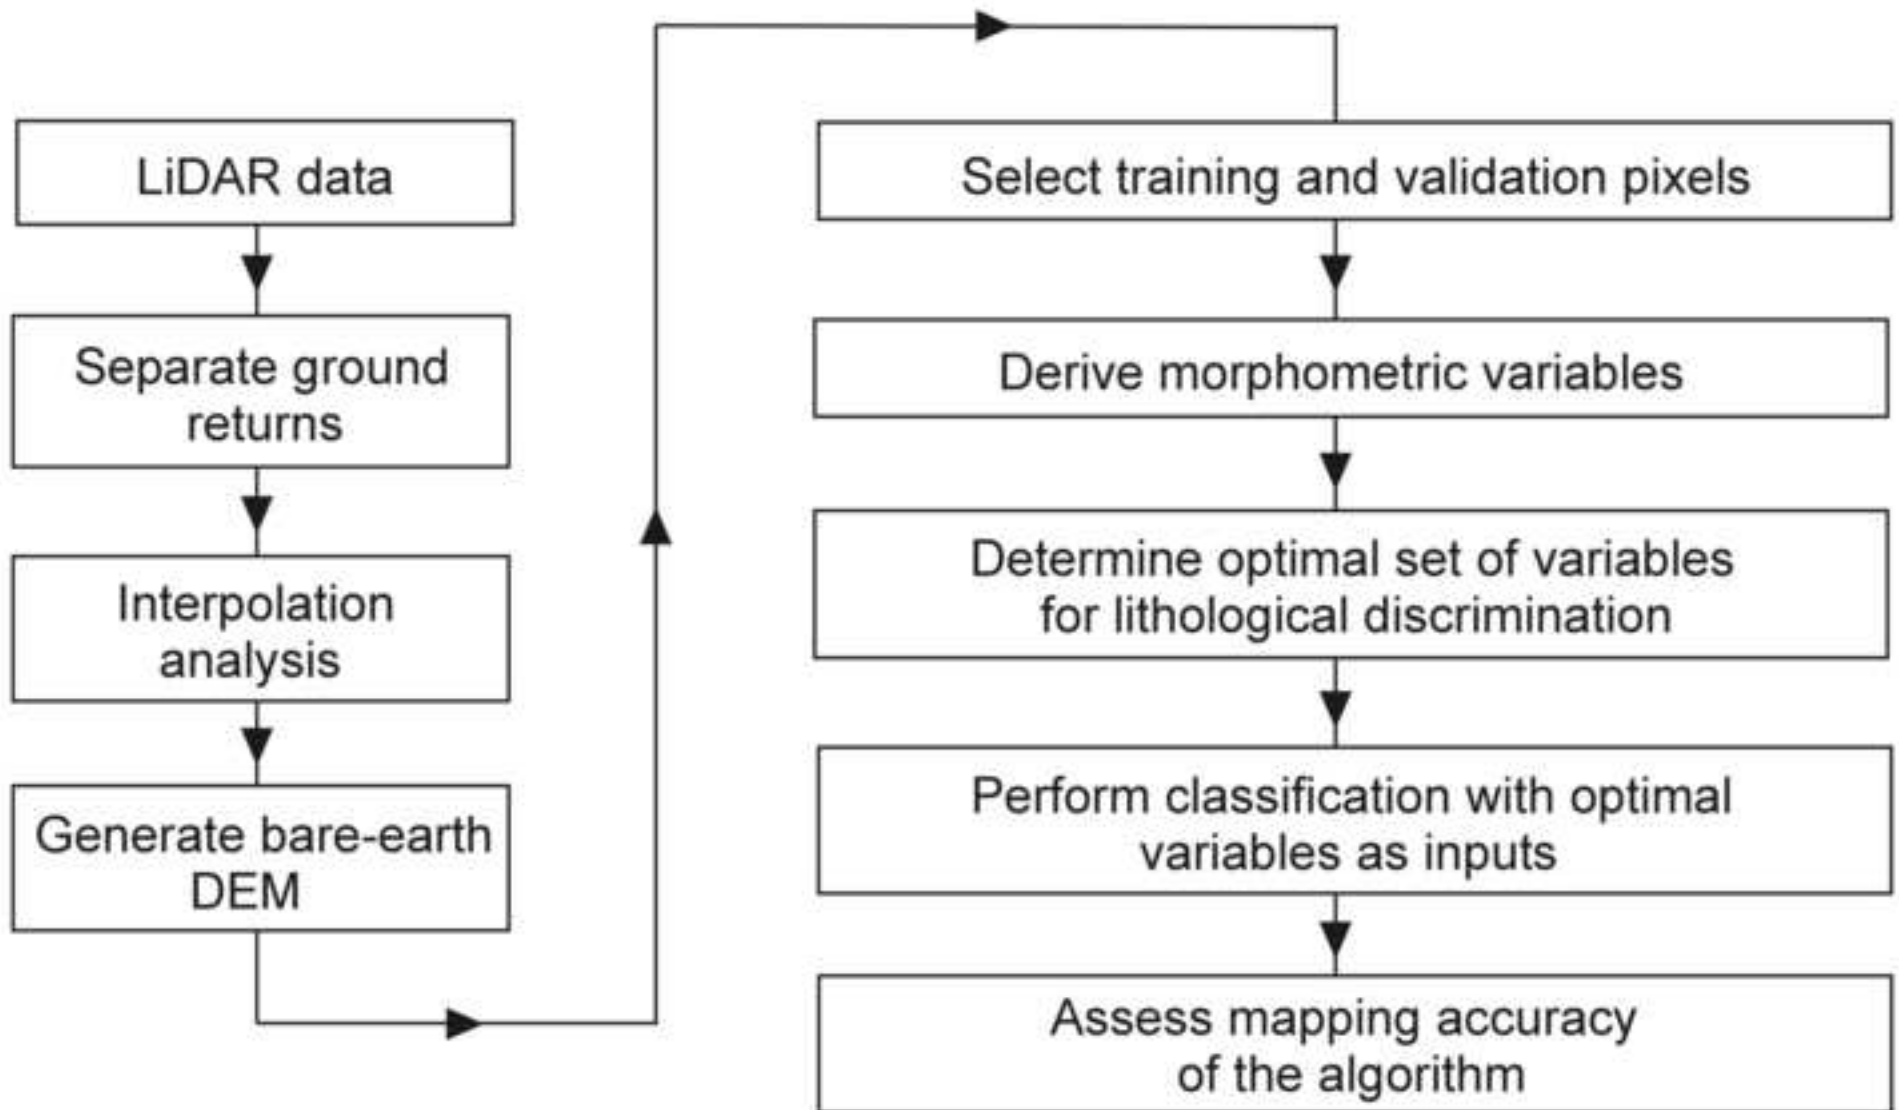 LiDAR data
Separate ground
returns
Interpolation
analysis
Generate bare-earth
DEM
Select training and validation pixels
Derive morphometric variables
Determine optimal set of variables
for lithological discrimination
Perform classification with optimal
variables as inputs
Assess mapping accuracy
of the algorithm